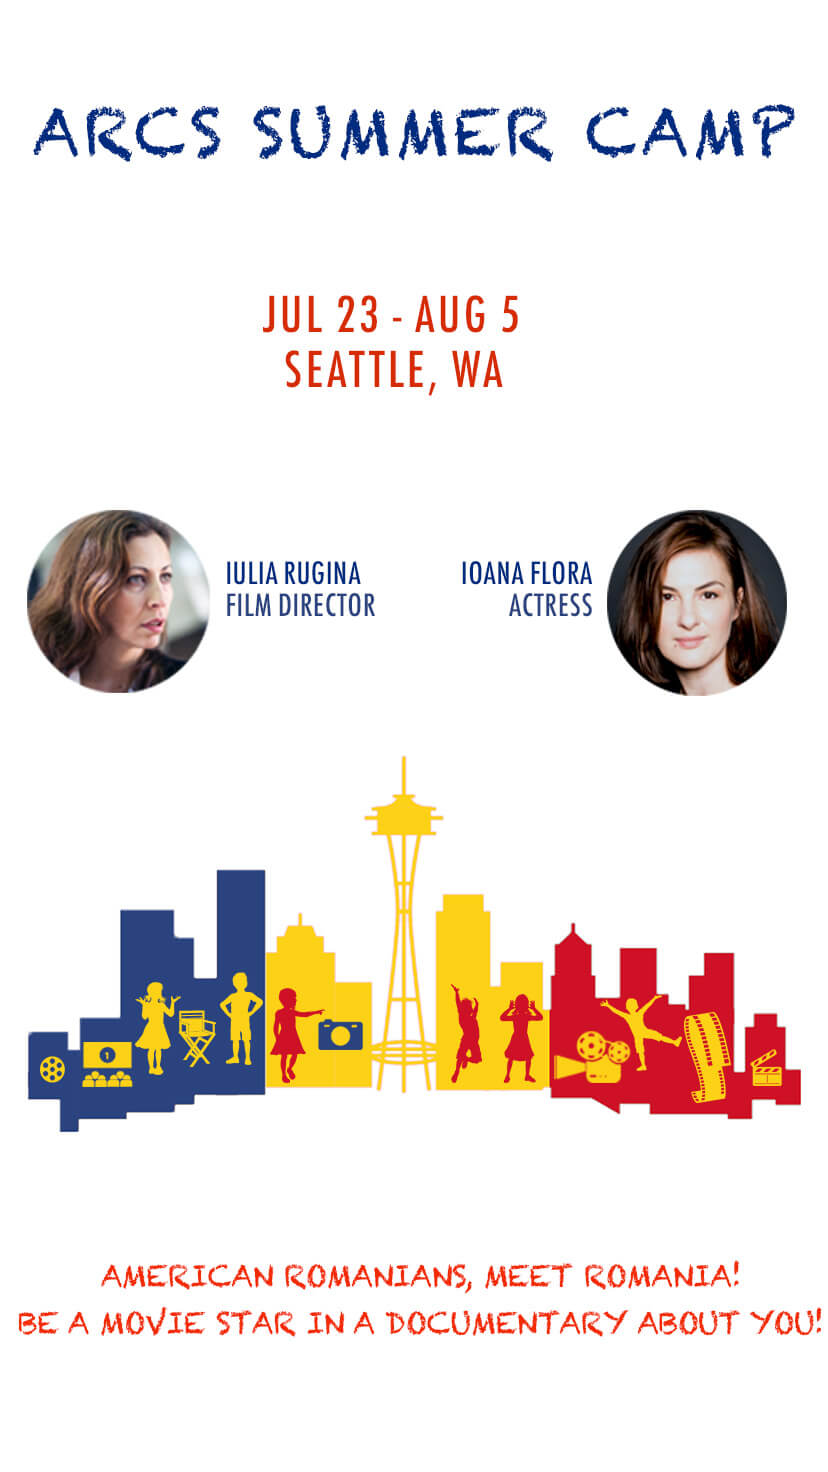 ARCS SUMMER CAMP
JUL 23 - AUG 5
SEATTLE, WA
IULIA RUGINA
FILM DIRECTOR
IOANA FLORA
ACTRESS
1
AMERICAN ROMANIANS, MEET ROMANIA!
BE A MOVIE STAR IN A DOCUMENTARY ABOUT YOU!